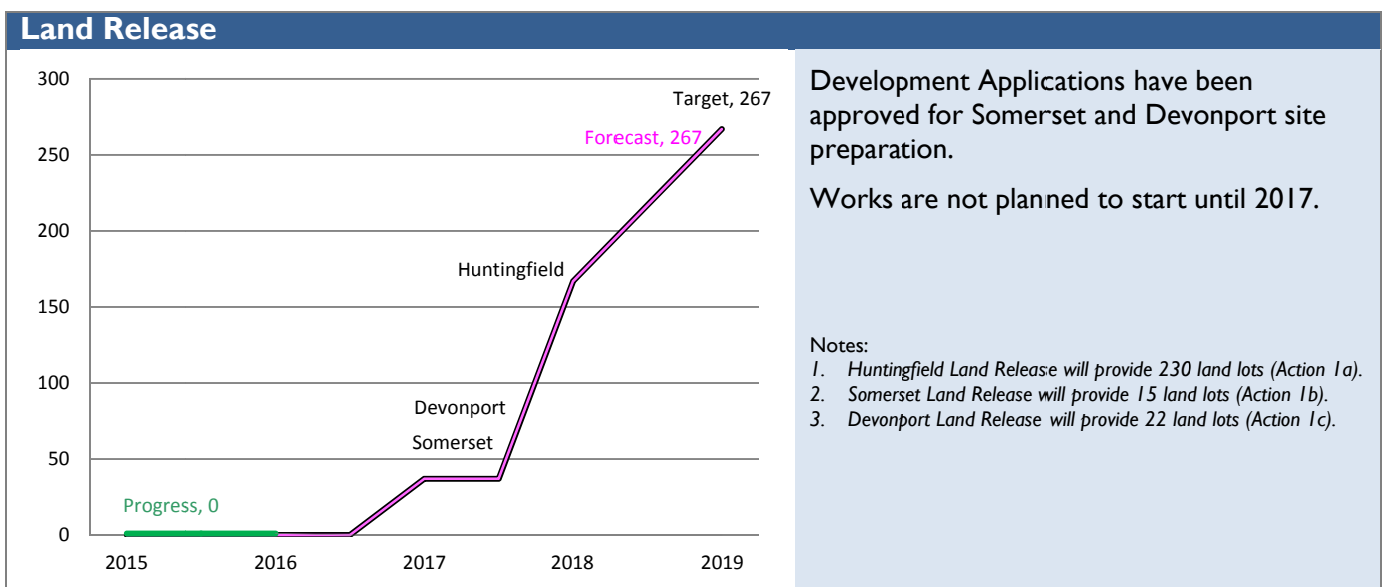 Land Release
300
250
200
150
100
50
0
2015
2016
2017
2018
2019
Target, 267
Forecast, 267
Huntingfield
Devonport
Somerset
Progress, 0
Development Applications have been
approved for Somerset and Devonport site
preparation.
Works are not planned to start until 2017.
Notes:
1. Huntingfield Land Release will provide 230 land lots (Action 1a).
2. Somerset Land Release will provide 15 land lots (Action 1b).
3. Devonport Land Release will provide 22 land lots (Action 1c).